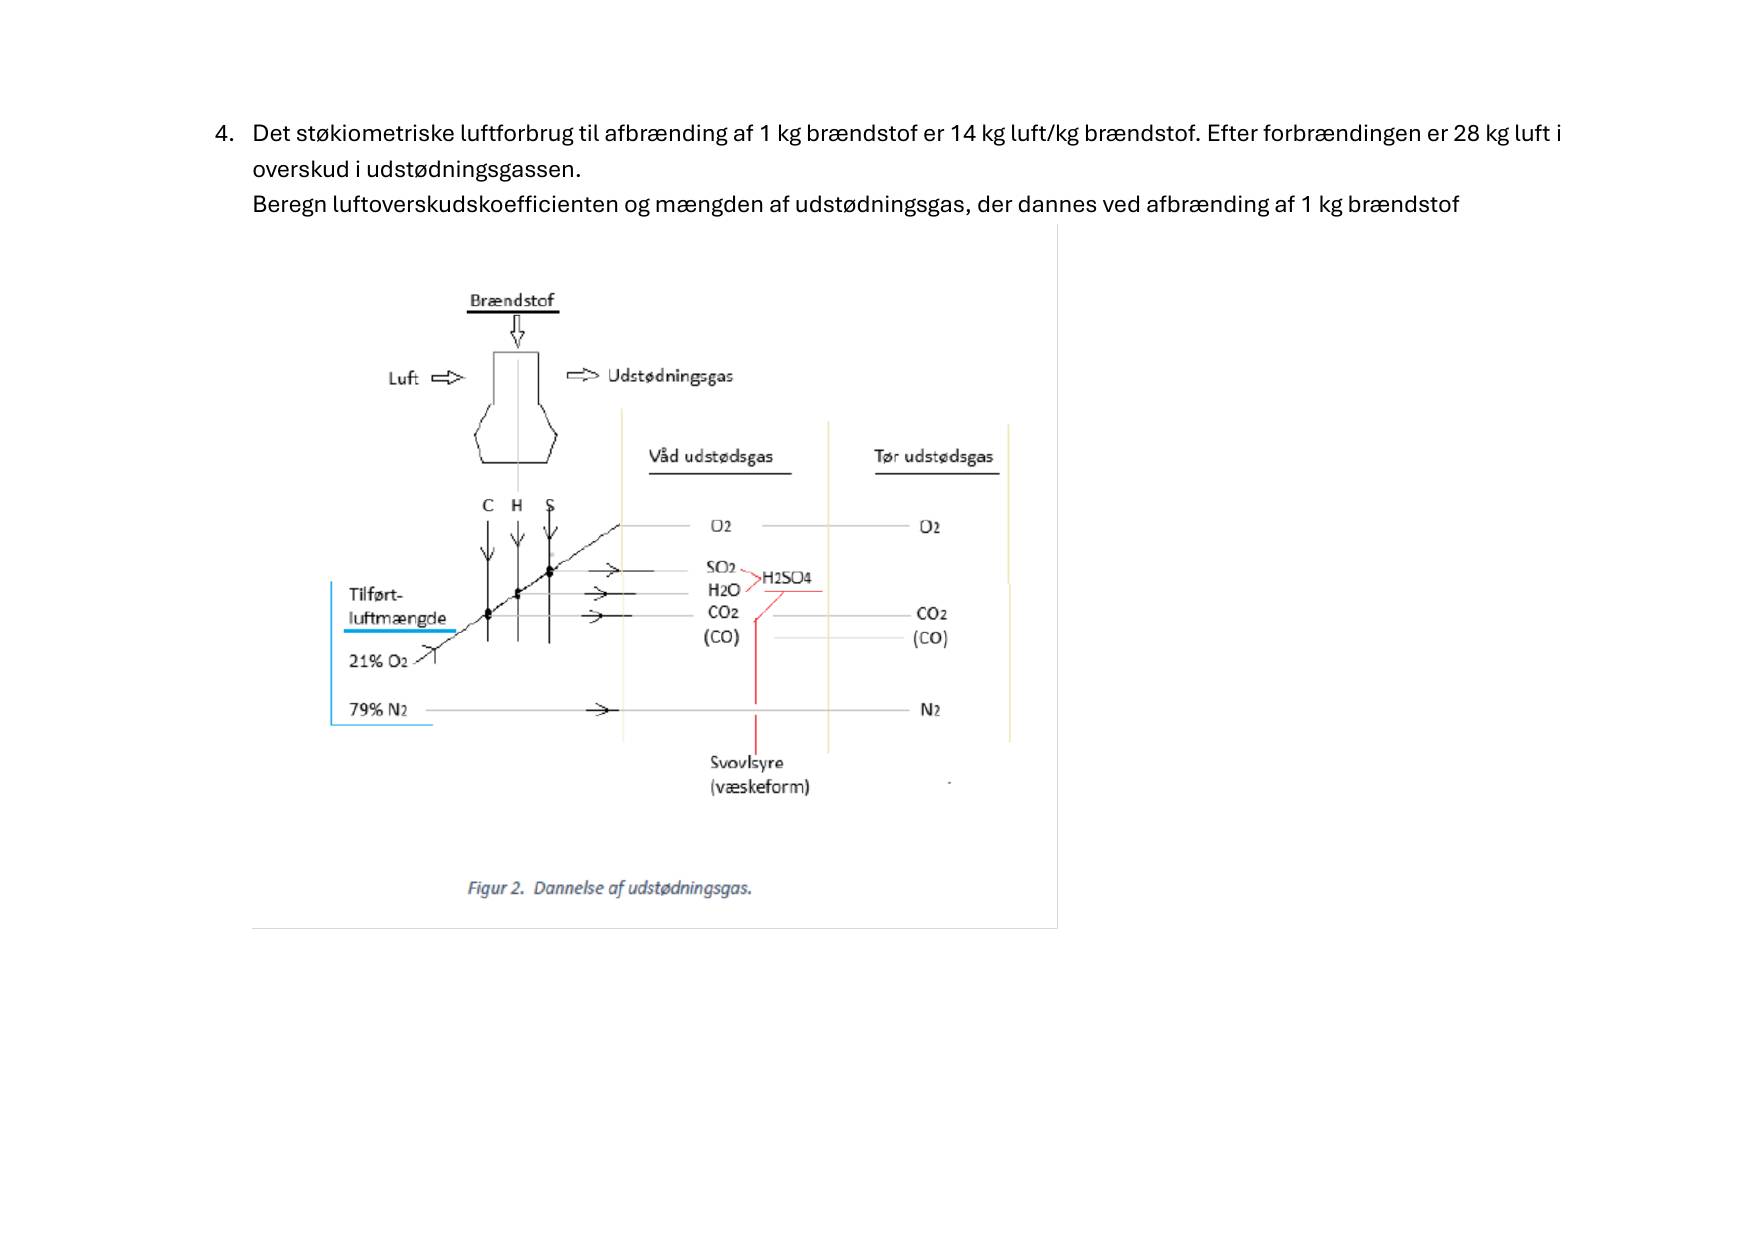 4. Det støkiometriske luftforbrug til afbrænding af 1 kg brændstof er 14 kg luft/kg brændstof. Efter forbrændingen er 28 kg luft i
overskud i udstødningsgassen.
Beregn luftoverskudskoefficienten og mængden af udstødningsgas, der dannes ved afbrænding af 1 kg brændstof
Brændstof
Luft
Udstødningsgas
Våd udstødsgas
Tør udstødsgas
C H S
O2
O2
SO2
H2SO4
H2O
Tilført-
luftmængde
CO2
CO2
(CO)
(CO)
21% O2
79% N2
N2
Svovlsyre
(væskeform)
Figur 2. Dannelse af udstødningsgas.